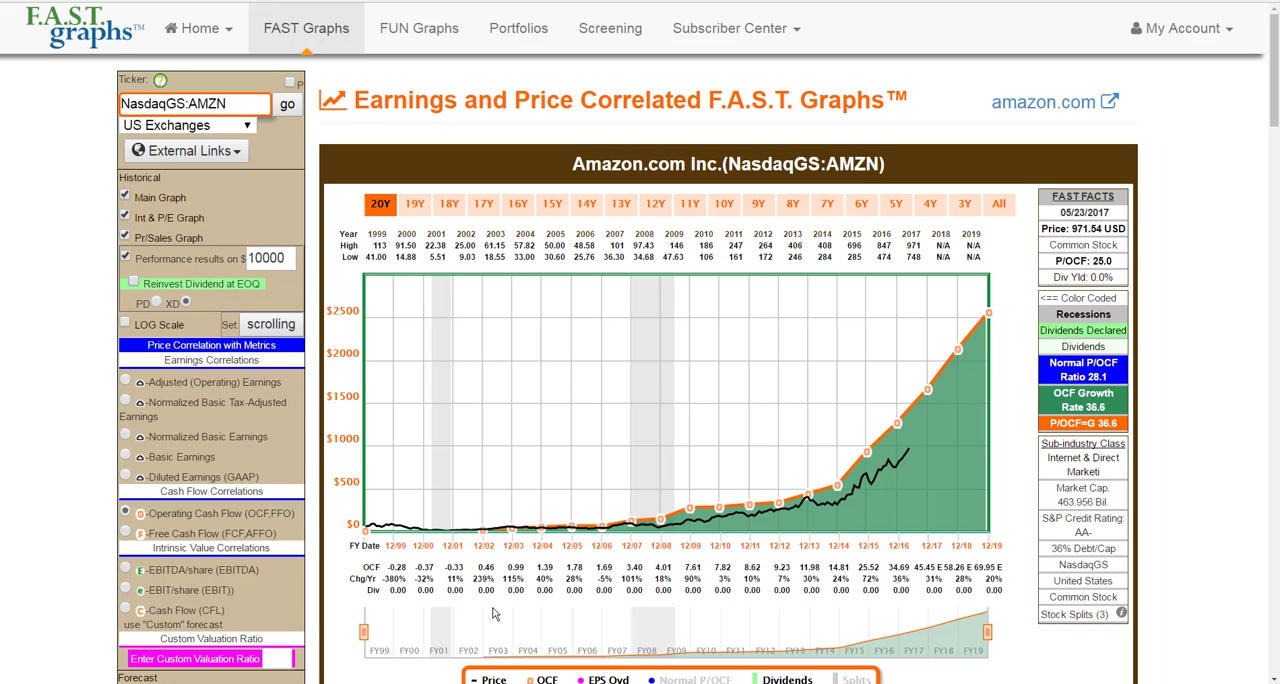 F.A.S.T. graphs™
Home
FAST Graphs
FUN Graphs
Portfolios
Screening
Subscriber Center
My Account
Ticker:
P
NasdaqGS:AMZN
go
US Exchanges
External Links
Historical
Main Graph
Int & P/E Graph
Pr/Sales Graph
Performance results on $ 10000
Reinvest Dividend at EOQ
PD XD
LOG Scale Set: scrolling
Price Correlation with Metrics
Earnings Correlations
-Adjusted (Operating) Earnings
-Normalized Basic Tax-Adjusted
Earnings
-Normalized Basic Earnings
-Basic Earnings
-Diluted Earnings (GAAP)
Cash Flow Correlations
O-Operating Cash Flow (OCF,FFO)
F-Free Cash Flow (FCF,AFFO)
Intrinsic Value Correlations
E-EBITDA/share (EBITDA)
e-EBIT/share (EBIT))
C-Cash Flow (CFL)
use "Custom" forecast
Custom Valuation Ratio
Enter Custom Valuation Ratio
Forecast
Earnings and Price Correlated F.A.S.T. Graphs™
amazon.com
Amazon.com Inc.(NasdaqGS:AMZN)
20Y 19Y 18Y 17Y 16Y 15Y 14Y 13Y 12Y 11Y 10Y 9Y 8Y 7Y 6Y 5Y 4Y 3Y All
Year 1999 2000 2001 2002 2003 2004 2005 2006 2007 2008 2009 2010 2011 2012 2013 2014 2015 2016 2017 2018 2019
High 113 91.50 22.38 25.00 61.15 57.82 50.00 48.58 101 97.43 146 186 247 264 406 408 696 847 971 N/A N/A
Low 41.00 14.88 5.51 9.03 18.55 33.00 30.60 25.76 36.30 34.68 47.63 106 161 172 246 284 285 474 748 N/A N/A
$2500
$2000
$1500
$1000
$500
$0
FY Date 12/99 12/00 12/01 12/02 12/03 12/04 12/05 12/06 12/07 12/08 12/09 12/10 12/11 12/12 12/13 12/14 12/15 12/16 12/17 12/18 12/19
OCF -0.28 -0.37 -0.33 0.46 0.99 1.39 1.78 1.69 3.40 4.01 7.61 7.82 8.62 9.23 11.98 14.81 25.52 34.69 45.45 E 58.26 E 69.95 E
Chg/Yr -380% -32% 11% 239% 115% 40% 28% -5% 101% 18% 90% 3% 10% 7% 30% 24% 72% 36% 31% 28% 20%
Div 0.00 0.00 0.00 0.00 0.00 0.00 0.00 0.00 0.00 0.00 0.00 0.00 0.00 0.00 0.00 0.00 0.00 0.00 0.00 0.00 0.00
FY99 FY00 FY01 FY02 FY03 FY04 FY05 FY06 FY07 FY08 FY09 FY10 FY11 FY12 FY13 FY14 FY15 FY16 FY17 FY18 FY19
Price OCF EPS Ovd Normal P/OCF Dividends Splits
FAST FACTS
05/23/2017
Price: 971.54 USD
Common Stock
P/OCF: 25.0
Div Yld: 0.0%
<== Color Coded
Recessions
Dividends Declared
Dividends
Normal P/OCF
Ratio 28.1
OCF Growth
Rate 36.6
P/OCF=G 36.6
Sub-industry Class
Internet & Direct
Marketi
Market Cap.
463.956 Bil.
S&P Credit Rating:
AA-
36% Debt/Cap
NasdaqGS
United States
Common Stock
Stock Splits (3)